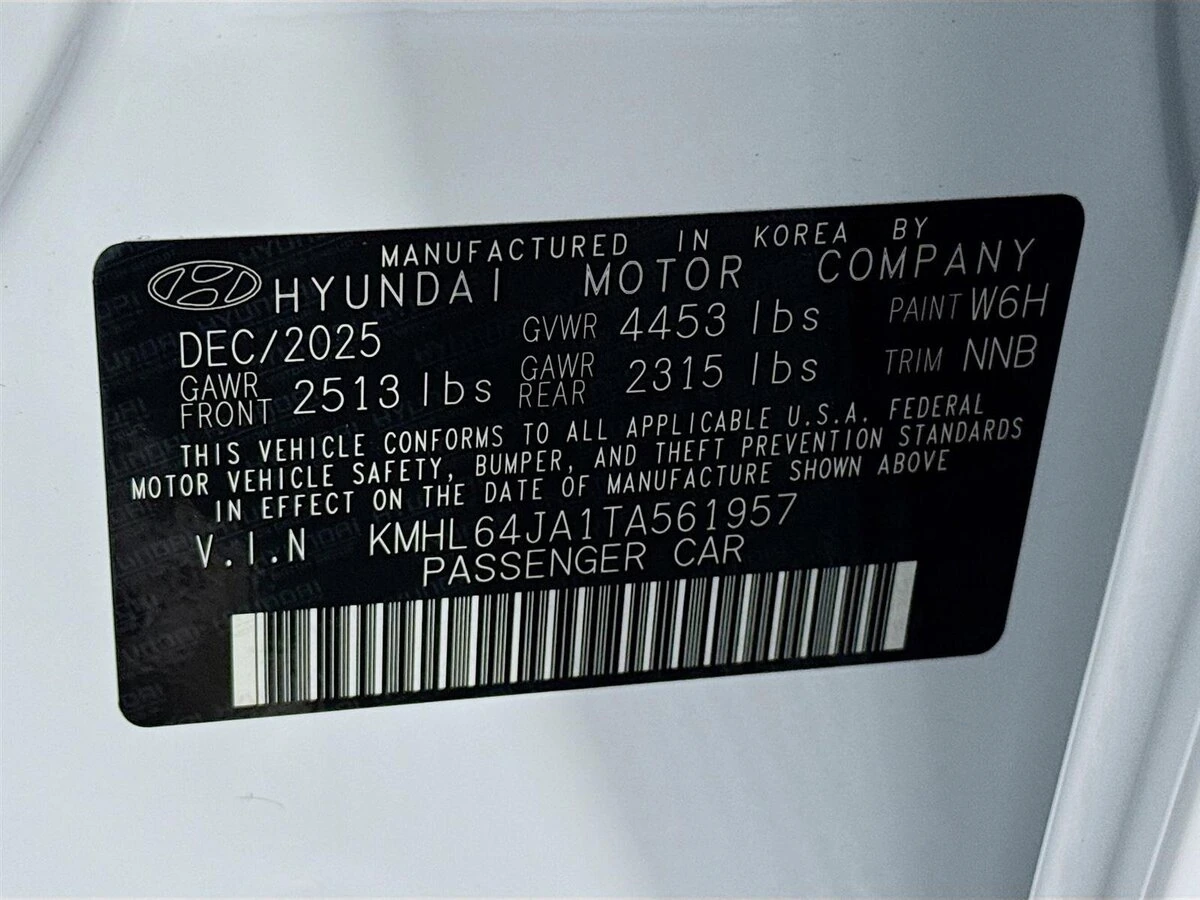 MANUFACTURED IN KOREA BY
HYUNDAI MOTOR COMPANY
DEC/2025 GVWR 4453 lbs PAINT W6H
GAWR FRONT 2513 lbs GAWR REAR 2315 lbs TRIM NNB
THIS VEHICLE CONFORMS TO ALL APPLICABLE U.S.A. FEDERAL
MOTOR VEHICLE SAFETY, BUMPER, AND THEFT PREVENTION STANDARDS
IN EFFECT ON THE DATE OF MANUFACTURE SHOWN ABOVE
V.I.N KMHL64JA1TA561957
PASSENGER CAR